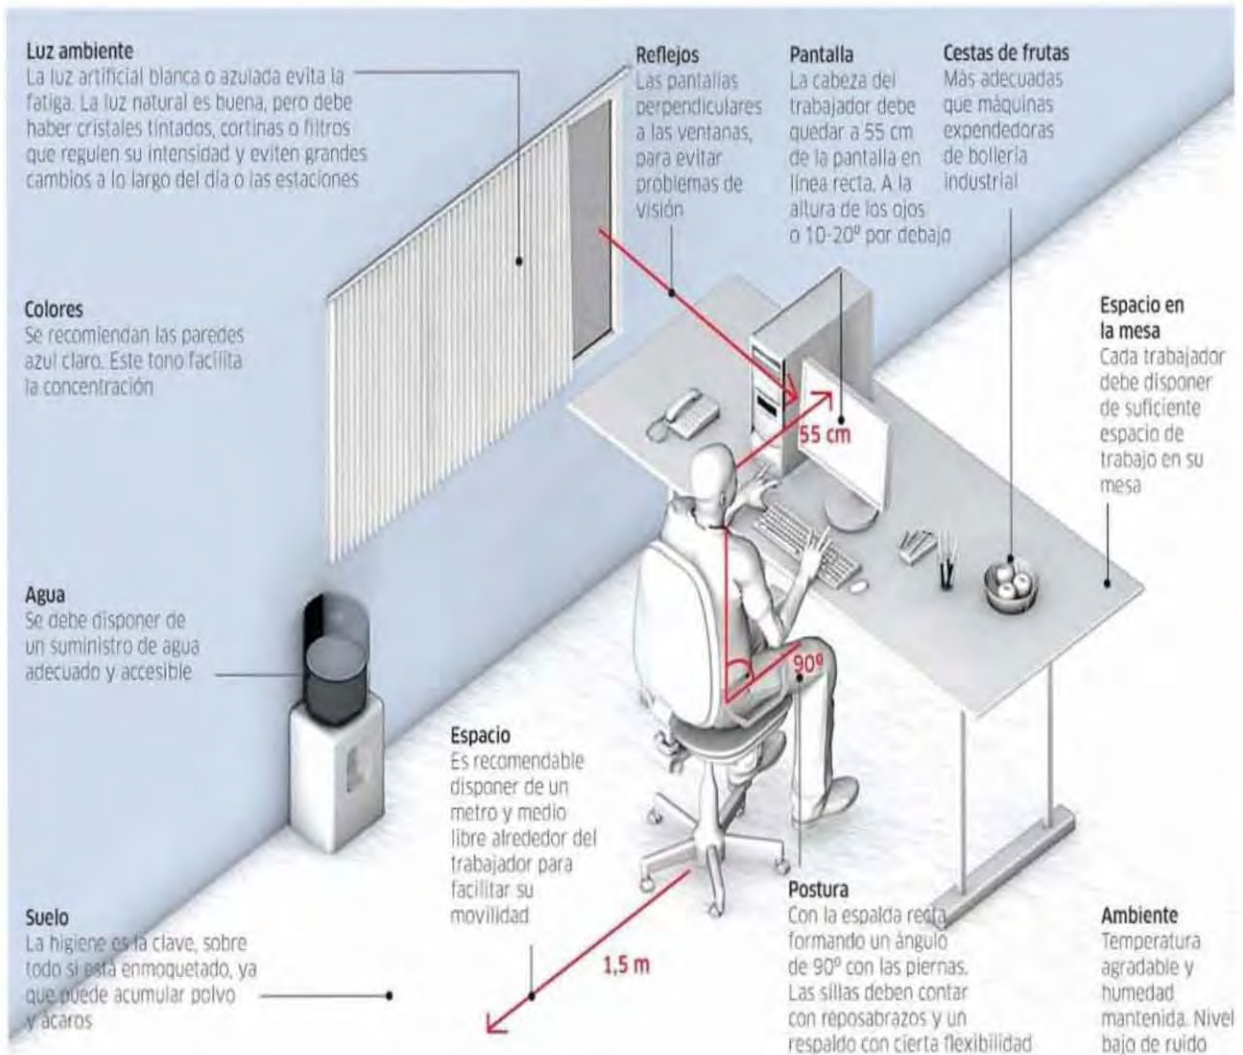 Luz ambiente
La luz artificial blanca o azulada evita la
fatiga. La luz natural es buena, pero debe
haber cristales tintados, cortinas o filtros
que regulen su intensidad y eviten grandes
cambios a lo largo del día o las estaciones
Reflejos
Las pantallas
perpendiculares
a las ventanas,
para evitar
problemas de
visión
Pantalla
La cabeza del
trabajador debe
quedar a 55 cm
de la pantalla en
línea recta. A la
altura de los ojos
o 10-20º por debajo
Cestas de frutas
Más adecuadas
que máquinas
expendedoras
de bollería
industrial
Colores
Se recomiendan las paredes
azul claro. Este tono facilita
la concentración
Espacio en
la mesa
Cada trabajador
debe disponer
de suficiente
espacio de
trabajo en su
mesa
55 cm
90º
Agua
Se debe disponer de
un suministro de agua
adecuado y accesible
Espacio
Es recomendable
disponer de un
metro y medio
libre alrededor del
trabajador para
facilitar su
movilidad
1,5 m
Suelo
La higiene es la clave, sobre
todo si está enmoquetado, ya
que puede acumular polvo
y ácaros
Postura
Con la espalda recta,
formando un ángulo
de 90º con las piernas.
Las sillas deben contar
con reposabrazos y un
respaldo con cierta flexibilidad
Ambiente
Temperatura
agradable y
humedad
mantenida. Nivel
bajo de ruido